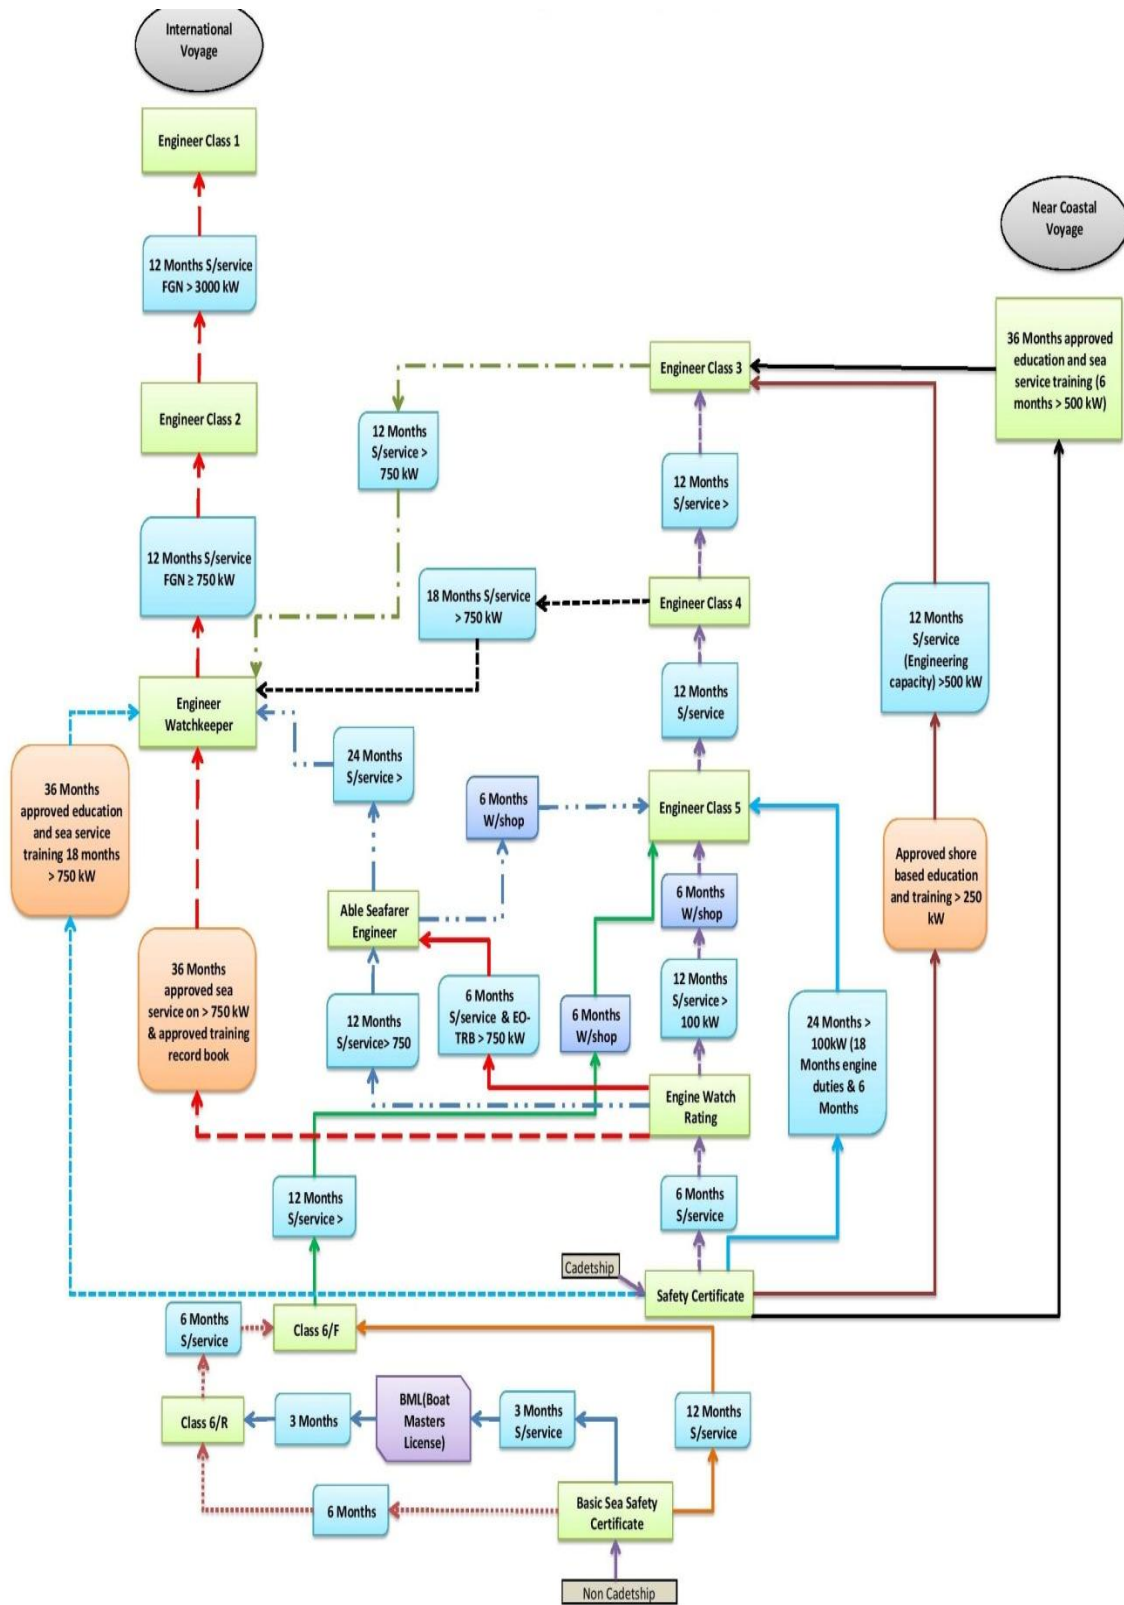 International
Voyage
Engineer Class 1
12 Months S/service
FGN > 3000 kW
Near Coastal
Voyage
36 Months approved
education and sea
service training (6
months > 500 kW)
Engineer Class 3
Engineer Class 2
12 Months
S/service >
750 kW
12 Months
S/service >
12 Months S/service
FGN ≥ 750 kW
18 Months S/service
> 750 kW
Engineer Class 4
12 Months
S/service
(Engineering
capacity) >500 kW
Engineer
Watchkeeper
12 Months
S/service
24 Months
S/service >
36 Months
approved education
and sea service
training 18 months
> 750 kW
6 Months
W/shop
Engineer Class 5
Approved shore
based education
and training > 250
kW
Able Seafarer
Engineer
6 Months
W/shop
36 Months
approved sea
service on > 750 kW
& approved training
record book
12 Months
S/service> 750
6 Months
S/service & EO-
TRB > 750 kW
6 Months
W/shop
12 Months
S/service >
100 kW
24 Months >
100kW (18
Months engine
duties & 6
Months
Engine Watch
Rating
12 Months
S/service >
6 Months
S/service
Cadetship
Safety Certificate
6 Months
S/service
Class 6/F
Class 6/R
3 Months
BML(Boat
Masters
License)
3 Months
S/service
12 Months
S/service
6 Months
Basic Sea Safety
Certificate
Non Cadetship